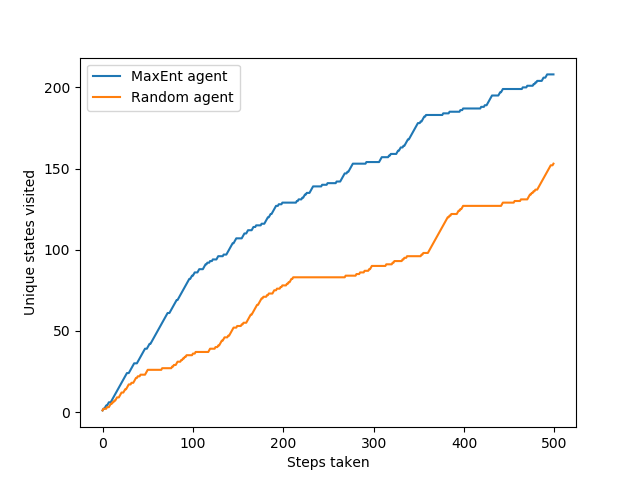 MaxEnt agent
Random agent
Unique states visited
200
150
100
50
0
0 100 200 300 400 500
Steps taken